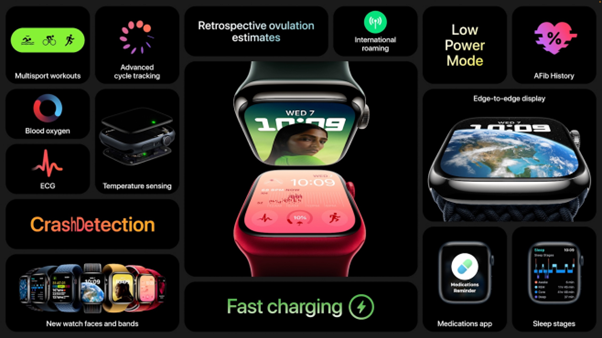 Multisport workouts
Advanced
cycle tracking
Retrospective ovulation
estimates
International
roaming
Low
Power
Mode
%
AFib History
Blood oxygen
ECG
Temperature sensing
WED 7
10:09
10:09
Edge-to-edge display
WED 7
10:09
CrashDetection
New watch faces and bands
Fast charging
Medications
Reminder
Medications app
Sleep stages